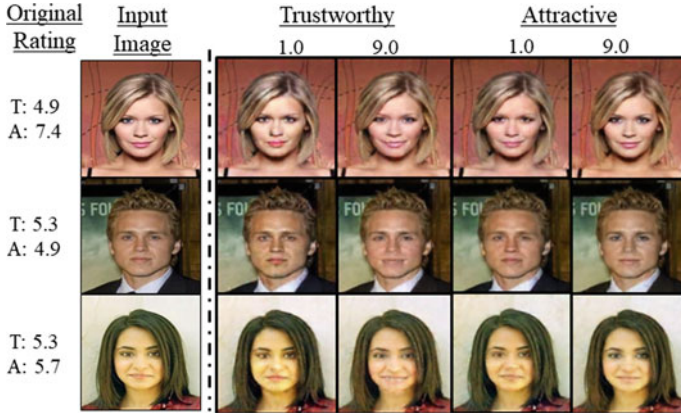 Original
Rating
Input
Image
Trustworthy
Attractive
1.0 9.0 1.0 9.0
T: 4.9
A: 7.4
T: 5.3
A: 4.9
T: 5.3
A: 5.7